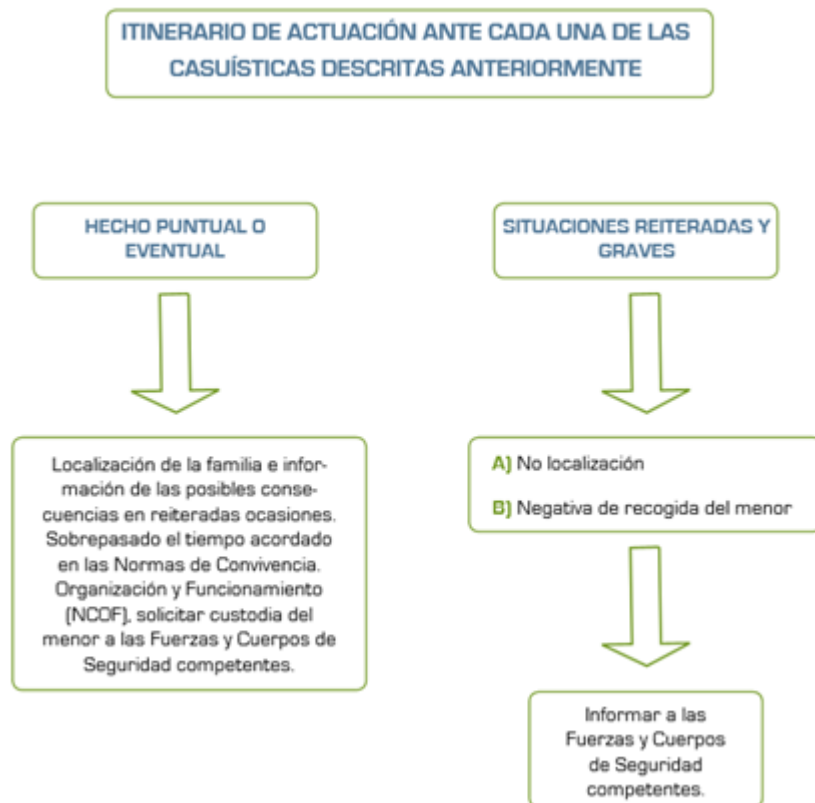 ITINERARIO DE ACTUACIÓN ANTE CADA UNA DE LAS
CASUÍSTICAS DESCRITAS ANTERIORMENTE
HECHO PUNTUAL O
EVENTUAL
Localización de la familia e infor-
mación de las posibles conse-
cuencias en reiteradas ocasiones.
Sobrepasado el tiempo acordado
en las Normas de Convivencia.
Organización y Funcionamiento
(NCOF), solicitar custodia del
menor a las Fuerzas y Cuerpos de
Seguridad competentes.
SITUACIONES REITERADAS Y
GRAVES
A) No localización
B) Negativa de recogida del menor
Informar a las
Fuerzas y Cuerpos
de Seguridad
competentes.